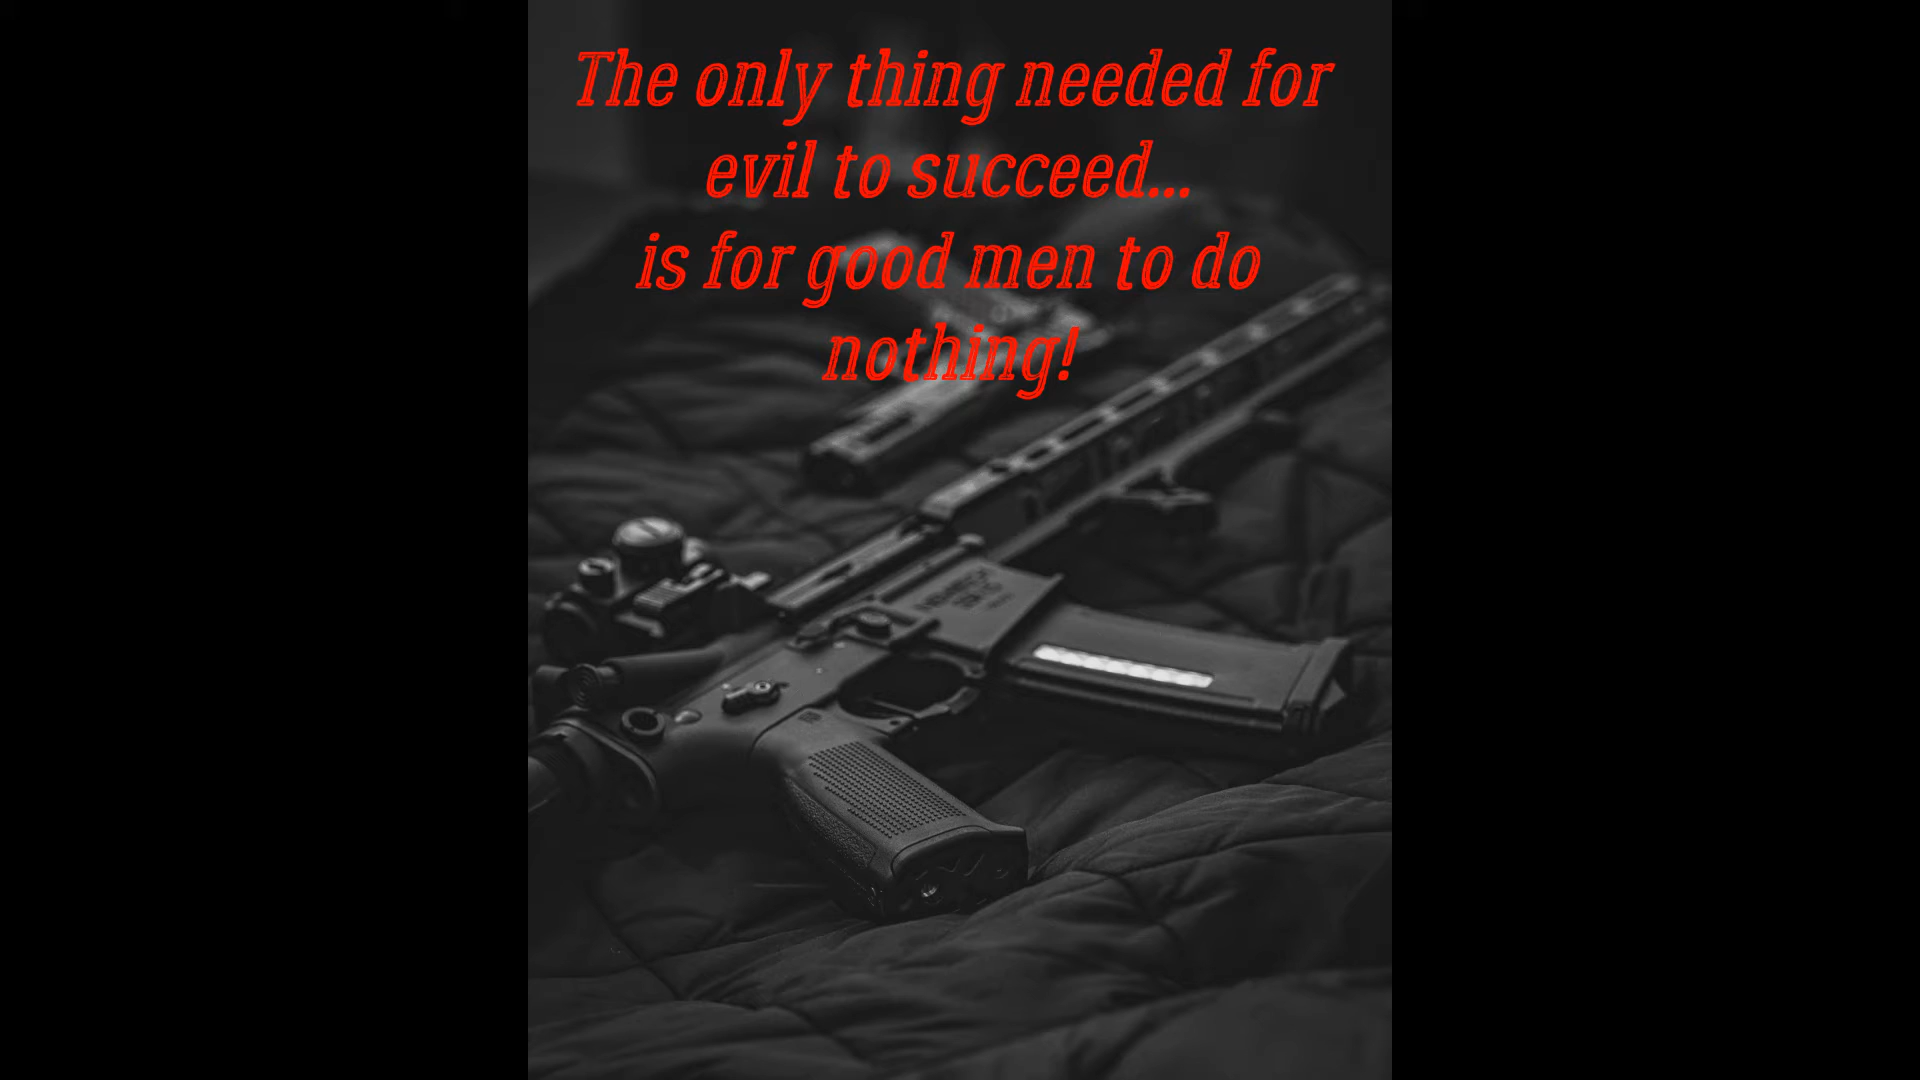 The only thing needed for
evil to succeed...
is for good men to do
nothing!